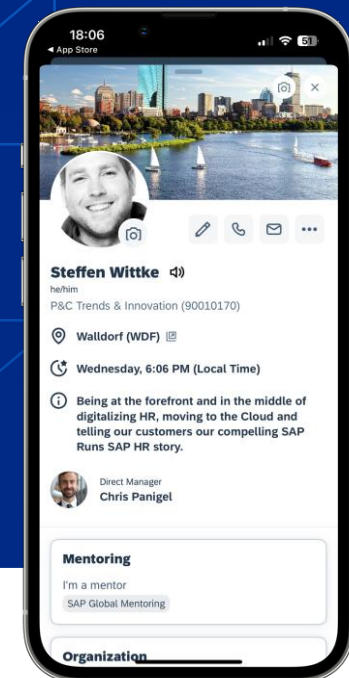 18:06
51
◀ App Store
Steffen Wittke
he/him
P&C Trends & Innovation (90010170)
Walldorf (WDF)
Wednesday, 6:06 PM (Local Time)
Being at the forefront and in the middle of
digitalizing HR, moving to the Cloud and
telling our customers our compelling SAP
Runs SAP HR story.
Direct Manager
Chris Panigel
Mentoring
I'm a mentor
SAP Global Mentoring
Organization